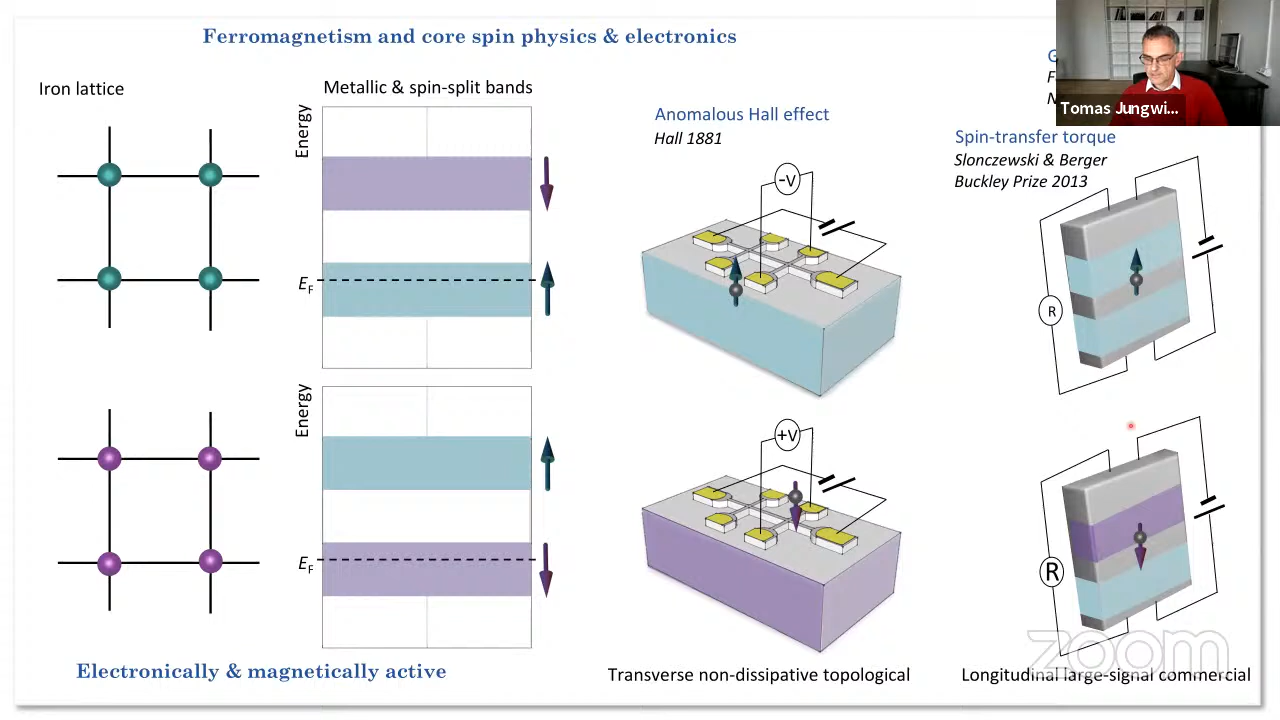 Ferromagnetism and core spin physics & electronics
Iron lattice
Metallic & spin-split bands
Energy
E_F
Anomalous Hall effect
Hall 1881
-V
G
F
N
Tomas Jungwi...
Spin-transfer torque
Slonczewski & Berger
Buckley Prize 2013
R
Energy
E_F
+V
R
zoom
Electronically & magnetically active
Transverse non-dissipative topological
Longitudinal large-signal commercial